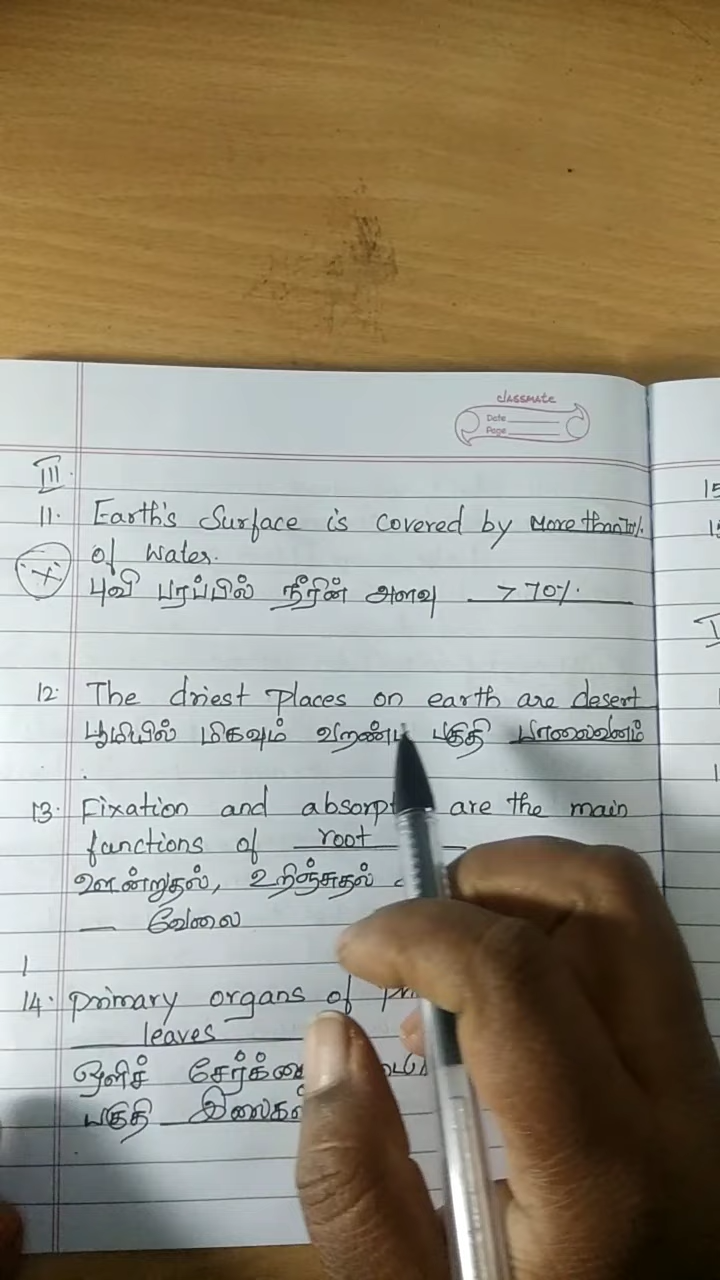 classmate
Date
Page
III.
11. Earth's Surface is covered by More than 70%
of water.
புவி பரப்பில் நீரின் அளவு > 70%.
12. The driest places on earth are desert
பூமியில் மிகவும் வறண்ட பகுதி பாலைவனம்
13. Fixation and absorpt are the main
functions of root
ஊன்றுதல், உறிஞ்சுதல்
வேலை
14. Primary organs of
leaves
ஒளிச் சேர்க்கை
பகுதி இலைகள்
15